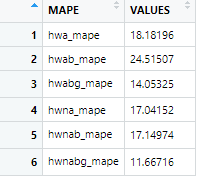 MAPE VALUES
1 hwa_mape 18.18196
2 hwab_mape 24.51507
3 hwabg_mape 14.05325
4 hwna_mape 17.04152
5 hwnab_mape 17.14974
6 hwnabg_mape 11.66716